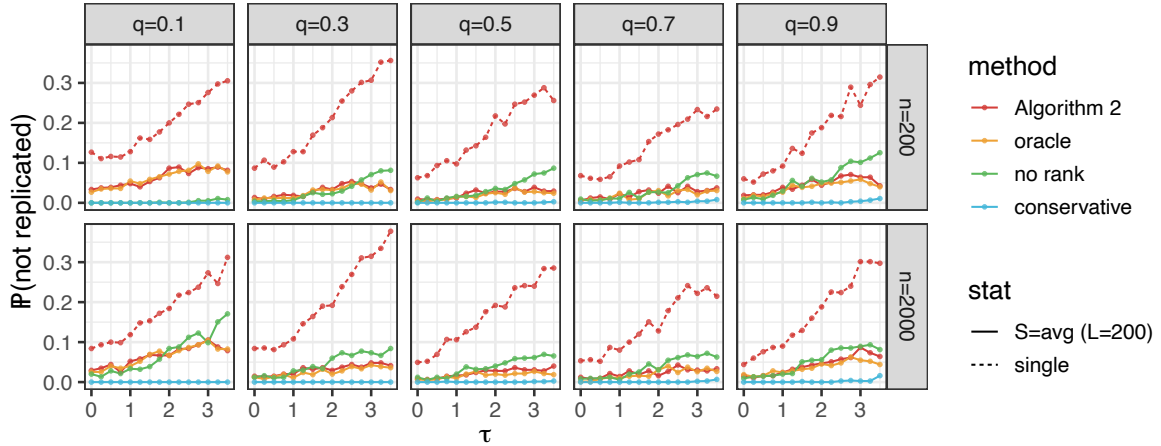 q=0.1 q=0.3 q=0.5 q=0.7 q=0.9
ℙ(not replicated)
0.3
0.2
0.1
0.0
n=200
0.3
0.2
0.1
0.0
n=2000
0 1 2 3 0 1 2 3 0 1 2 3 0 1 2 3 0 1 2 3
τ
method
Algorithm 2
oracle
no rank
conservative
stat
S=avg (L=200)
single